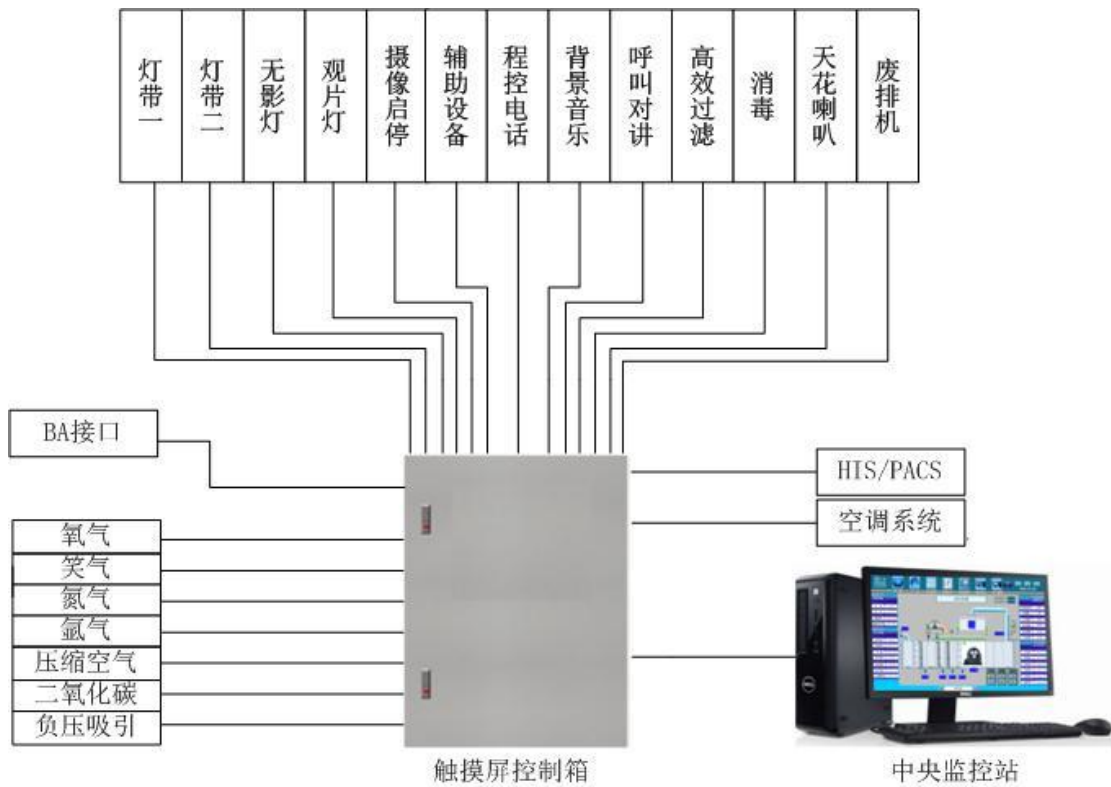 灯带一
灯带二
无影灯
观片灯
摄像启停
辅助设备
程控电话
背景音乐
呼叫对讲
高效过滤
消毒
天花喇叭
废排机
BA接口
HIS/PACS
空调系统
氧气
笑气
氮气
氩气
压缩空气
二氧化碳
负压吸引
触摸屏控制箱
中央监控站